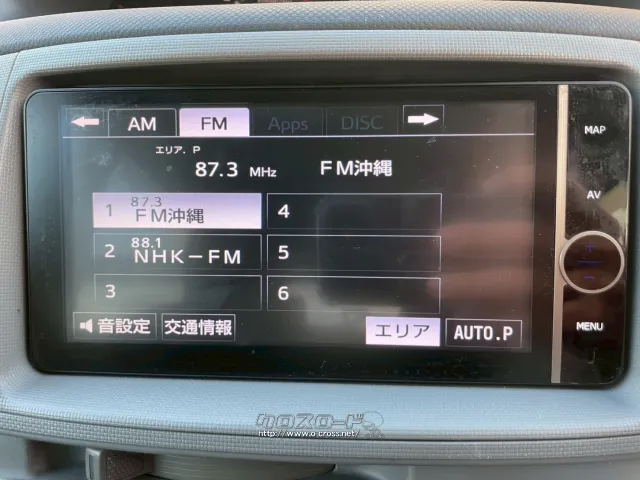 AM FM Apps DISC
エリア．P
87.3 MHz FM沖縄
1 87.3 FM沖縄 4
2 88.1 NHK－FM 5
3 6
音設定 交通情報 エリア AUTO.P
MAP
AV
+
－
MENU
クロスロード
http://www.o-cross.net/